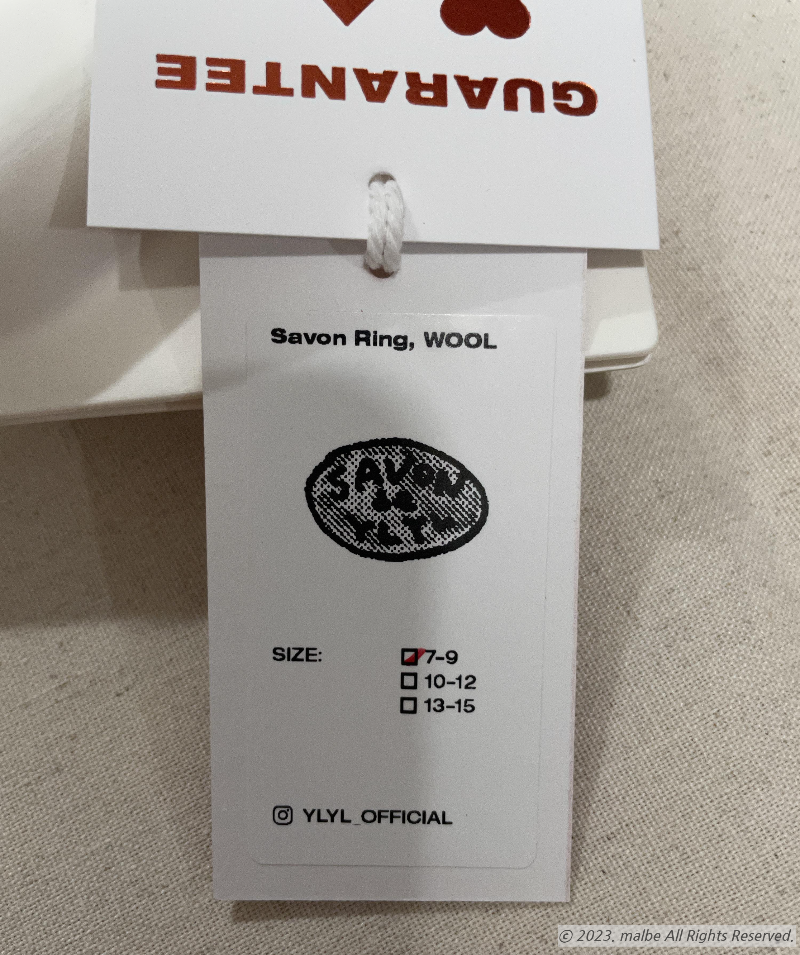 GUARANTEE
Savon Ring, WOOL
SAVON
de
YLYL
SIZE:
7-9
10-12
13-15
YLYL_OFFICIAL
© 2023. malbe All Rights Reserved.